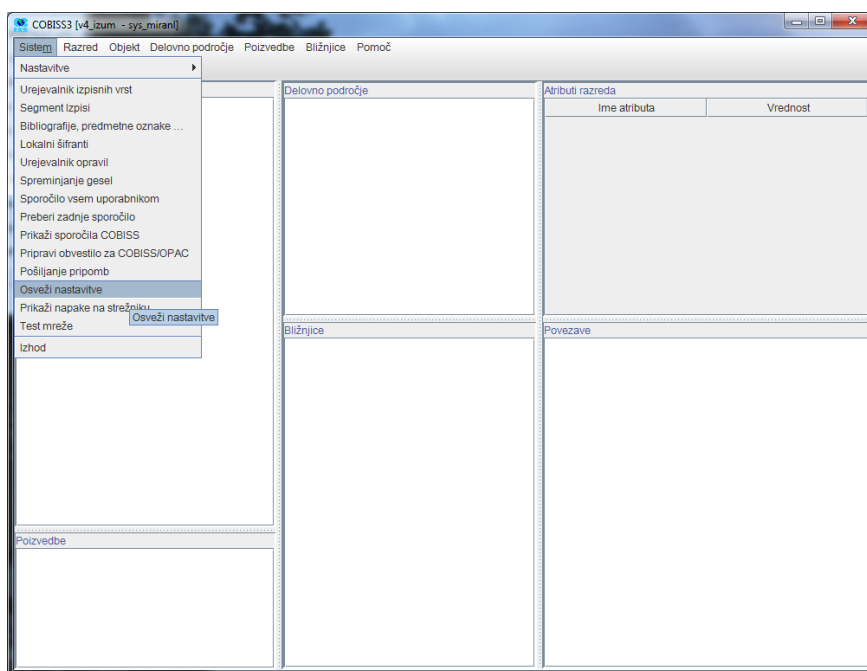 COBISS3 [v4_izum - sys_miranl]
Sistem Razred Objekt Delovno področje Poizvedbe Bližnjice Pomoč
Nastavitve
Urejevalnik izpisnih vrst
Segment Izpisi
Bibliografije, predmetne oznake ...
Lokalni šifranti
Urejevalnik opravil
Spreminjanje gesel
Sporočilo vsem uporabnikom
Preberi zadnje sporočilo
Prikaži sporočila COBISS
Pripravi obvestilo za COBISS/OPAC
Pošiljanje pripomb
Osveži nastavitve
Prikaži napake na strežniku
Osveži nastavitve
Test mreže
Izhod
Delovno področje
Atributi razreda
Ime atributa Vrednost
Bližnjice
Povezave
Poizvedbe